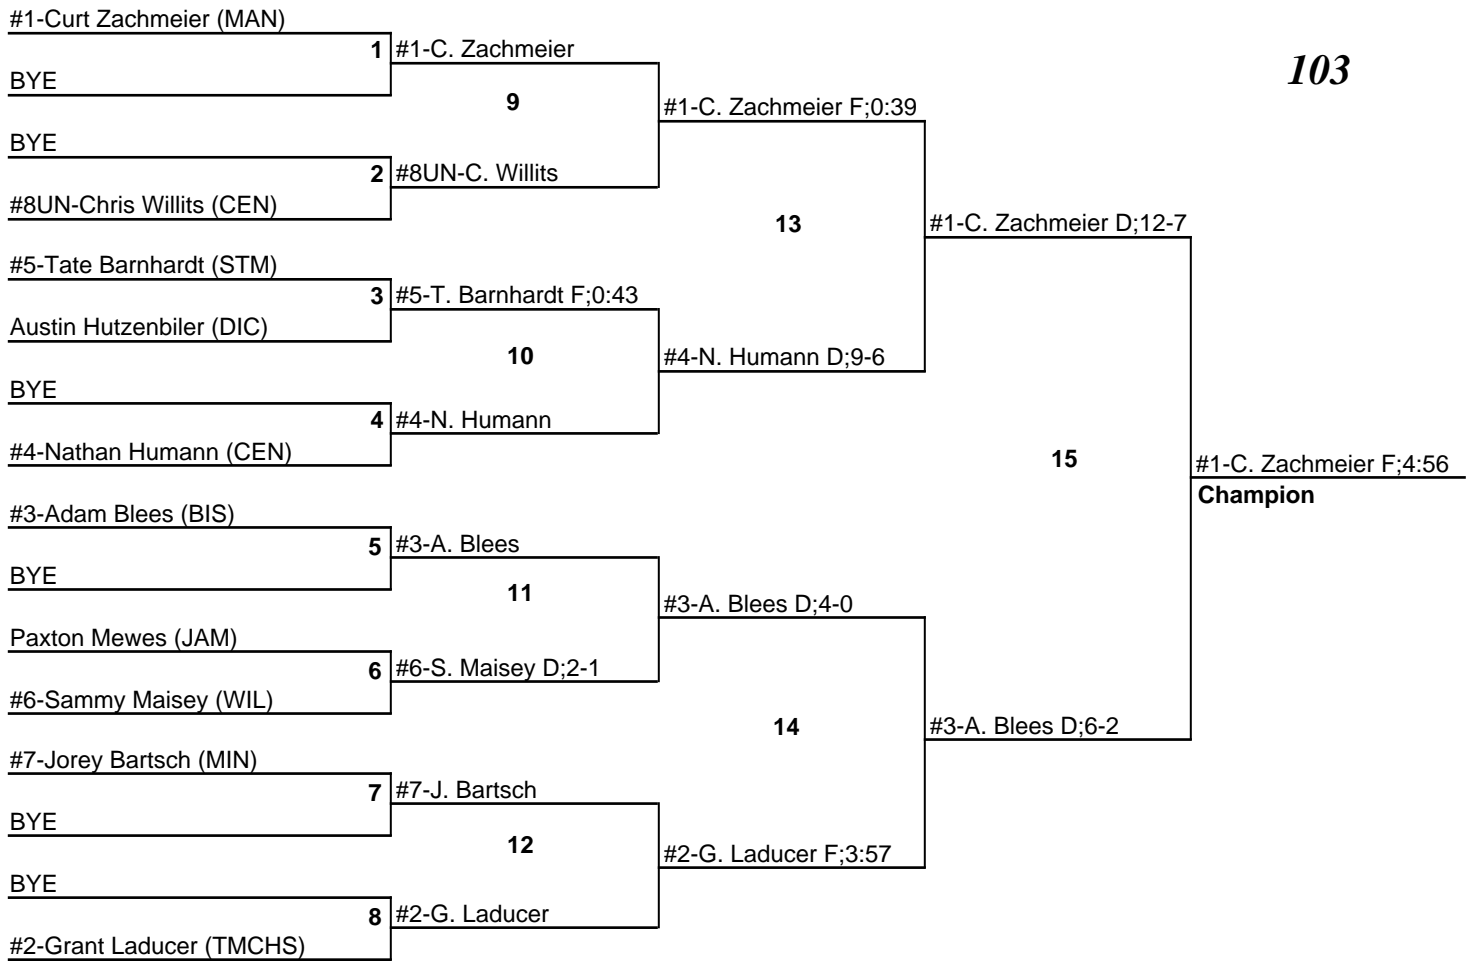 #1-Curt Zachmeier (MAN)
1 #1-C. Zachmeier
BYE
103
9
#1-C. Zachmeier F;0:39
BYE
2 #8UN-C. Willits
#8UN-Chris Willits (CEN)
13
#1-C. Zachmeier D;12-7
#5-Tate Barnhardt (STM)
3 #5-T. Barnhardt F;0:43
Austin Hutzenbiler (DIC)
10
#4-N. Humann D;9-6
BYE
4 #4-N. Humann
#4-Nathan Humann (CEN)
15
#1-C. Zachmeier F;4:56
Champion
#3-Adam Blees (BIS)
5 #3-A. Blees
BYE
11
#3-A. Blees D;4-0
Paxton Mewes (JAM)
6 #6-S. Maisey D;2-1
#6-Sammy Maisey (WIL)
14
#3-A. Blees D;6-2
#7-Jorey Bartsch (MIN)
7 #7-J. Bartsch
BYE
12
#2-G. Laducer F;3:57
BYE
8 #2-G. Laducer
#2-Grant Laducer (TMCHS)